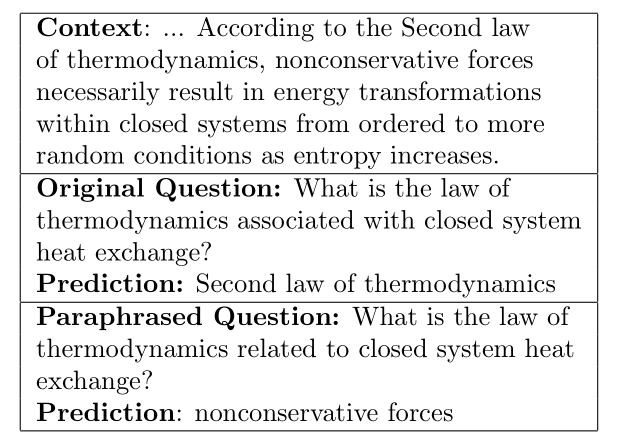 Context: ... According to the Second law
of thermodynamics, nonconservative forces
necessarily result in energy transformations
within closed systems from ordered to more
random conditions as entropy increases.
Original Question: What is the law of
thermodynamics associated with closed system
heat exchange?
Prediction: Second law of thermodynamics
Paraphrased Question: What is the law of
thermodynamics related to closed system heat
exchange?
Prediction: nonconservative forces